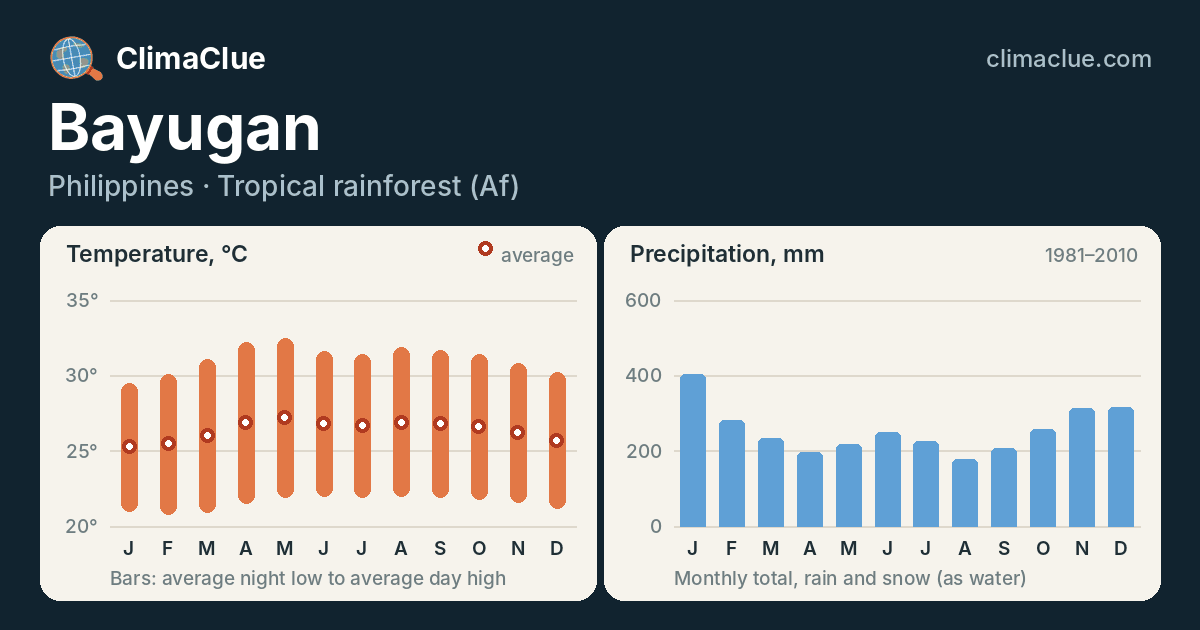 ClimaClue
climaclue.com
Bayugan
Philippines · Tropical rainforest (Af)
Temperature, °C
average
35°
30°
25°
20°
J F M A M J J A S O N D
Bars: average night low to average day high
Precipitation, mm
1981–2010
600
400
200
0
J F M A M J J A S O N D
Monthly total, rain and snow (as water)